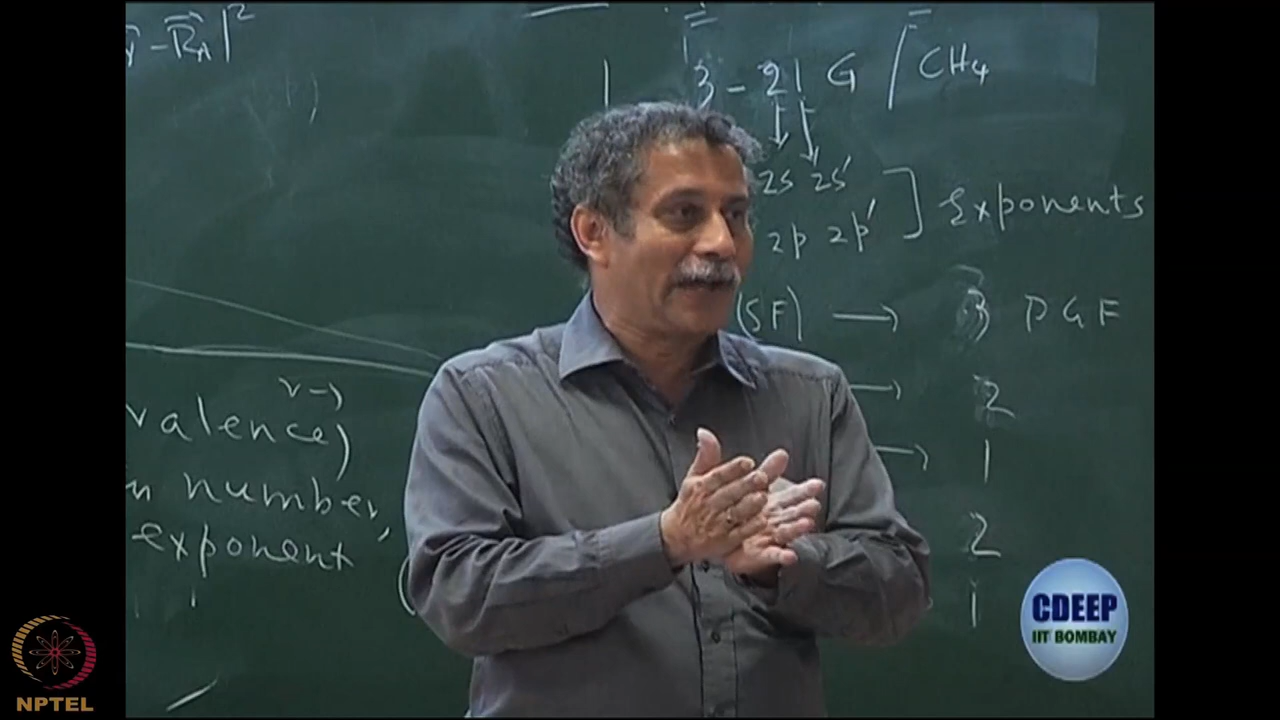 r⃗ - R⃗_A|²
3 - 21 G / CH₄
2s 2s' ] Exponents
2p 2p'
(SF) → 3 PGF
→ 2
→ 1
2
1
r→
valence)
n number,
exponent'
CDEEP
IIT BOMBAY
NPTEL